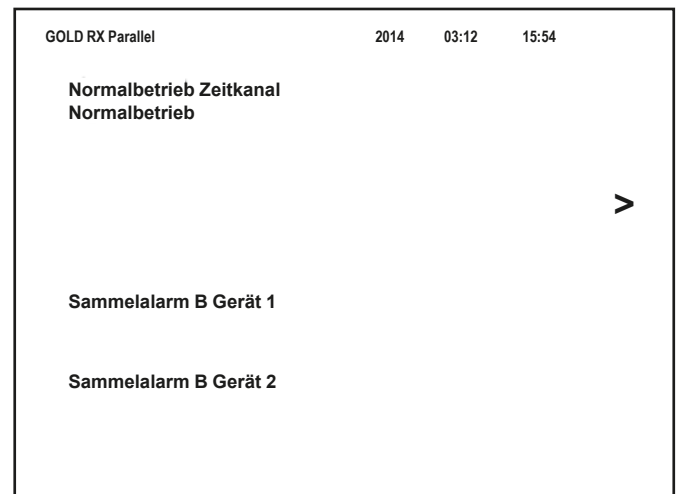 GOLD RX Parallel 2014 03:12 15:54
Normalbetrieb Zeitkanal
Normalbetrieb
>
Sammelalarm B Gerät 1
Sammelalarm B Gerät 2